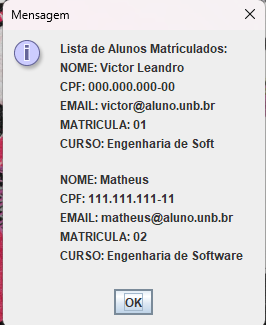 Mensagem
Lista de Alunos Matriculados:
NOME: Victor Leandro
CPF: 000.000.000-00
EMAIL: victor@aluno.unb.br
MATRICULA: 01
CURSO: Engenharia de Soft
NOME: Matheus
CPF: 111.111.111-11
EMAIL: matheus@aluno.unb.br
MATRICULA: 02
CURSO: Engenharia de Software
OK